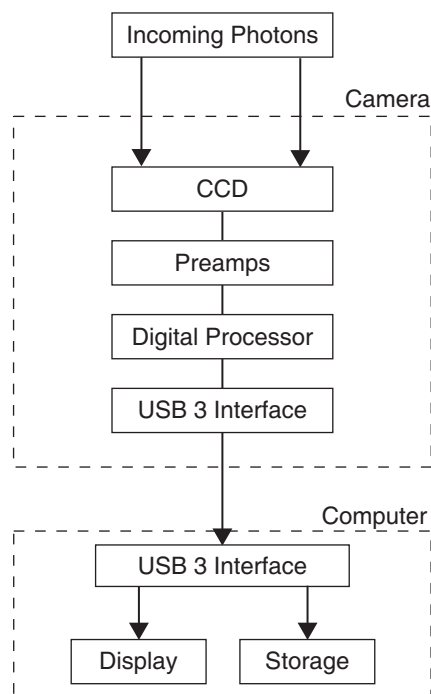 Incoming Photons
Camera
CCD
Preamps
Digital Processor
USB 3 Interface
Computer
USB 3 Interface
Display
Storage